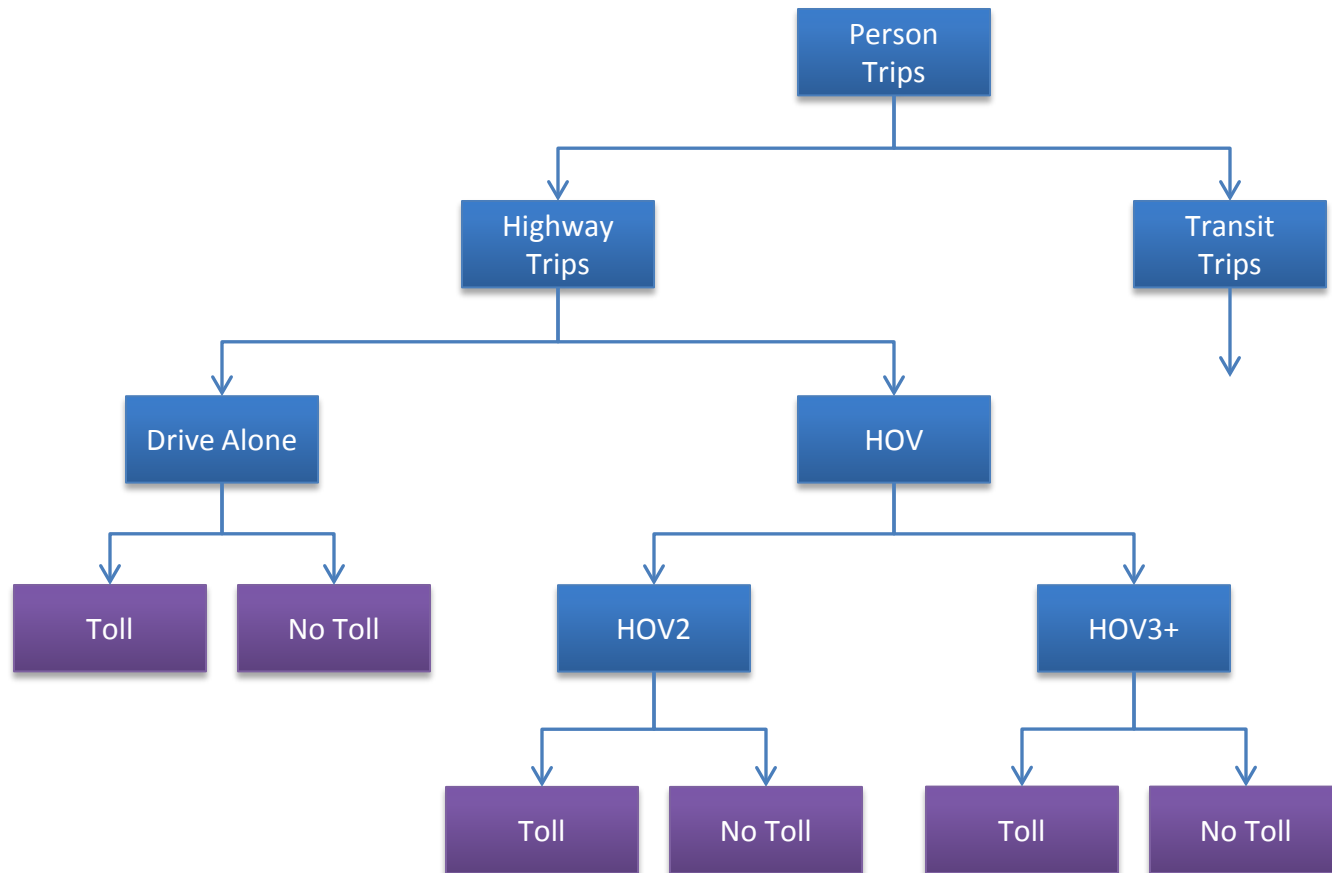 Person
Trips
Highway
Trips
Transit
Trips
Drive Alone
HOV
Toll
No Toll
HOV2
HOV3+
Toll
No Toll
Toll
No Toll